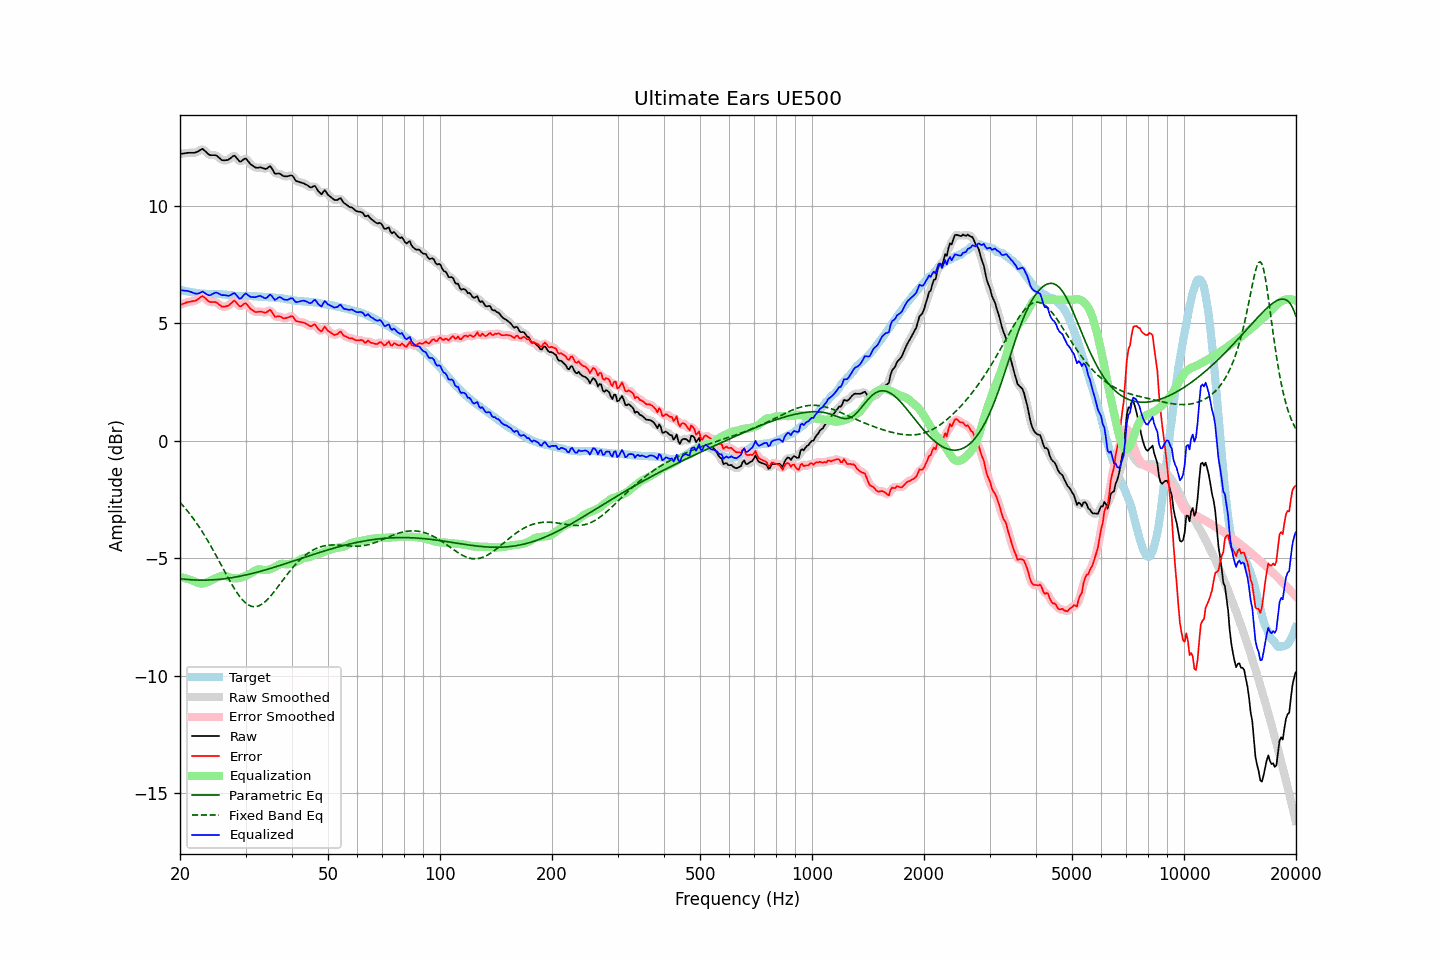 Ultimate Ears UE500
Amplitude (dBr)
10
5
0
−5
−10
−15
Target
Raw Smoothed
Error Smoothed
Raw
Error
Equalization
Parametric Eq
Fixed Band Eq
Equalized
20 50 100 200 500 1000 2000 5000 10000 20000
Frequency (Hz)